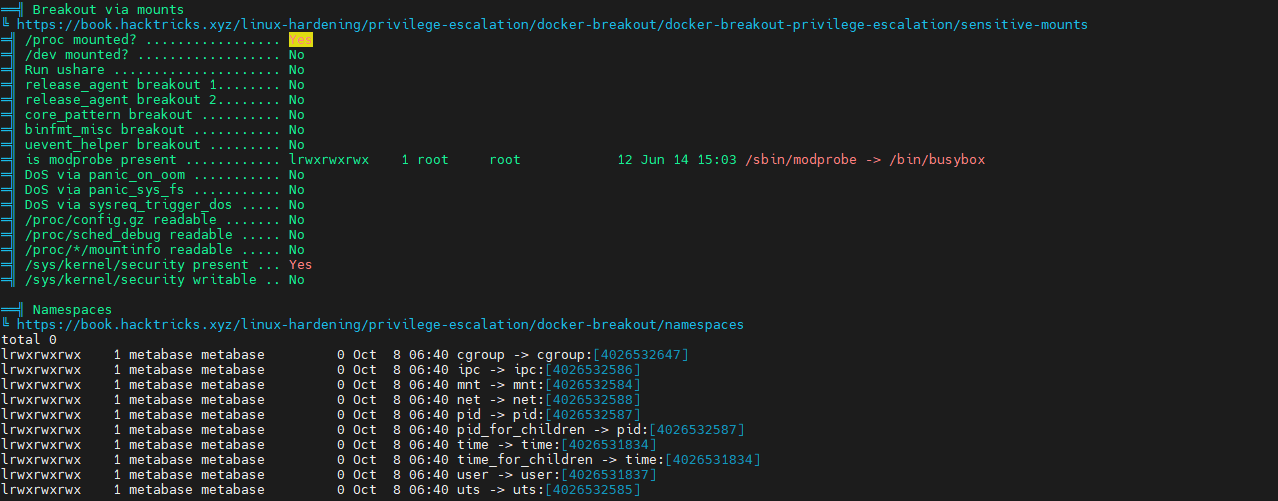 ══╣ Breakout via mounts
╚ https://book.hacktricks.xyz/linux-hardening/privilege-escalation/docker-breakout/docker-breakout-privilege-escalation/sensitive-mounts
═╣ /proc mounted? ................. Yes
═╣ /dev mounted? .................. No
═╣ Run ushare ..................... No
═╣ release_agent breakout 1........ No
═╣ release_agent breakout 2........ No
═╣ core_pattern breakout .......... No
═╣ binfmt_misc breakout ........... No
═╣ uevent_helper breakout ......... No
═╣ is modprobe present ............ lrwxrwxrwx    1 root     root            12 Jun 14 15:03 /sbin/modprobe -> /bin/busybox
═╣ DoS via panic_on_oom ........... No
═╣ DoS via panic_sys_fs ........... No
═╣ DoS via sysreq_trigger_dos ..... No
═╣ /proc/config.gz readable ....... No
═╣ /proc/sched_debug readable ..... No
═╣ /proc/*/mountinfo readable ..... No
═╣ /sys/kernel/security present ... Yes
═╣ /sys/kernel/security writable .. No
══╣ Namespaces
╚ https://book.hacktricks.xyz/linux-hardening/privilege-escalation/docker-breakout/namespaces
total 0
lrwxrwxrwx    1 metabase metabase         0 Oct  8 06:40 cgroup -> cgroup:[4026532647]
lrwxrwxrwx    1 metabase metabase         0 Oct  8 06:40 ipc -> ipc:[4026532586]
lrwxrwxrwx    1 metabase metabase         0 Oct  8 06:40 mnt -> mnt:[4026532584]
lrwxrwxrwx    1 metabase metabase         0 Oct  8 06:40 net -> net:[4026532588]
lrwxrwxrwx    1 metabase metabase         0 Oct  8 06:40 pid -> pid:[4026532587]
lrwxrwxrwx    1 metabase metabase         0 Oct  8 06:40 pid_for_children -> pid:[4026532587]
lrwxrwxrwx    1 metabase metabase         0 Oct  8 06:40 time -> time:[4026531834]
lrwxrwxrwx    1 metabase metabase         0 Oct  8 06:40 time_for_children -> time:[4026531834]
lrwxrwxrwx    1 metabase metabase         0 Oct  8 06:40 user -> user:[4026531837]
lrwxrwxrwx    1 metabase metabase         0 Oct  8 06:40 uts -> uts:[4026532585]